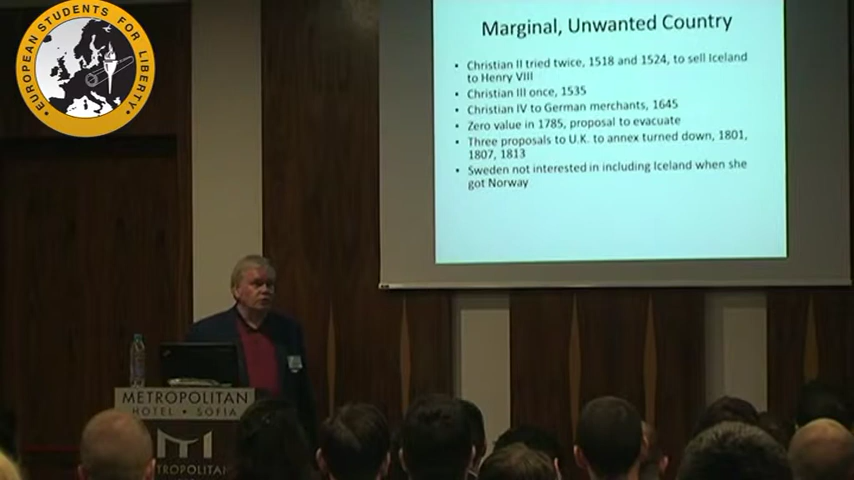 EUROPEAN STUDENTS FOR LIBERTY
Marginal, Unwanted Country
• Christian II tried twice, 1518 and 1524, to sell Iceland
to Henry VIII
• Christian III once, 1535
• Christian IV to German merchants, 1645
• Zero value in 1785, proposal to evacuate
• Three proposals to U.K. to annex turned down, 1801,
1807, 1813
• Sweden not interested in including Iceland when she
got Norway
METROPOLITAN
HOTEL • SOFIA
METROPOLITAN